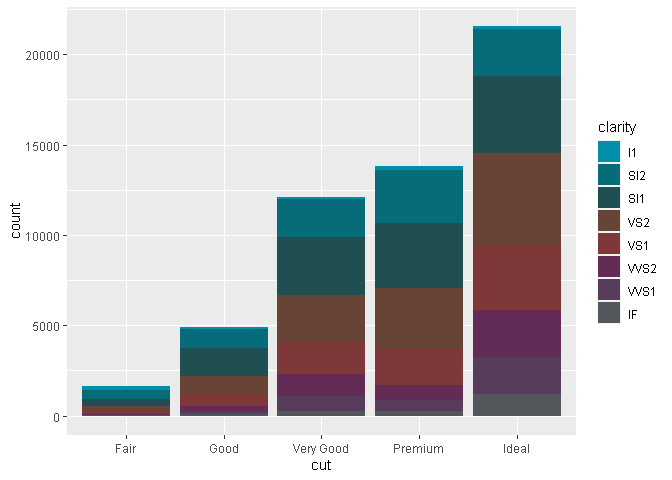 20000
15000
10000
5000
0
count
Fair Good Very Good Premium Ideal
cut
clarity
I1
SI2
SI1
VS2
VS1
VVS2
VVS1
IF